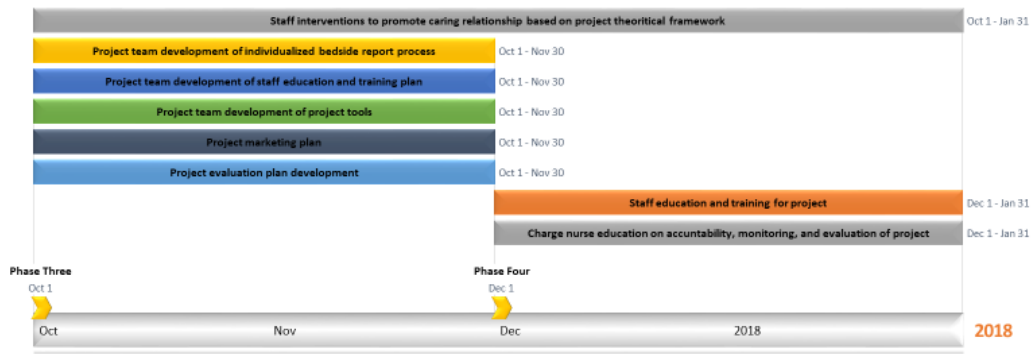 Staff interventions to promote caring relationship based on project theoritical framework Oct 1 - Jan 31
Project team development of individualized bedside report process Oct 1 - Nov 30
Project team development of staff education and training plan Oct 1 - Nov 30
Project team development of project tools Oct 1 - Nov 30
Project marketing plan Oct 1 - Nov 30
Project evaluation plan development Oct 1 - Nov 30
Staff education and training for project Dec 1 - Jan 31
Charge nurse education on accuntability, monitoring, and evaluation of project Dec 1 - Jan 31
Phase Three Phase Four
Oct 1 Dec 1
Oct Nov Dec 2018 2018